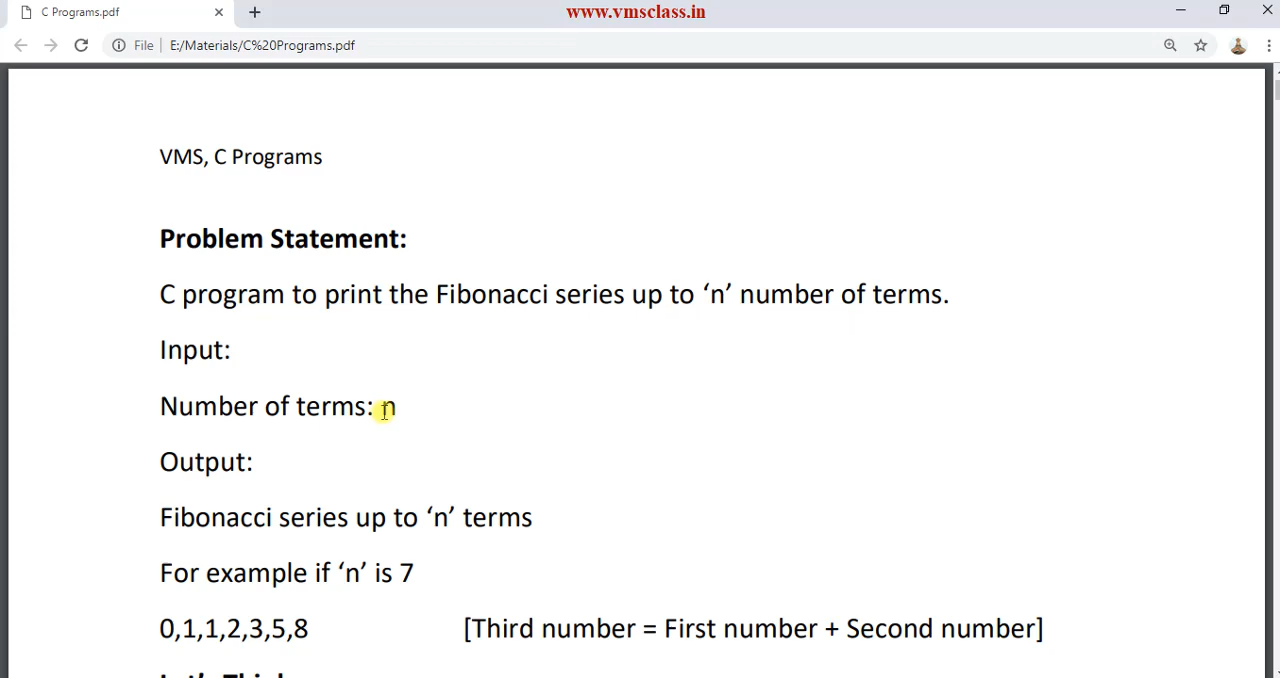 C Programs.pdf
www.vmsclass.in
File
E:/Materials/C%20Programs.pdf
VMS, C Programs
Problem Statement:
C program to print the Fibonacci series up to ‘n’ number of terms.
Input:
Number of terms: n
Output:
Fibonacci series up to ‘n’ terms
For example if ‘n’ is 7
0,1,1,2,3,5,8 [Third number = First number + Second number]